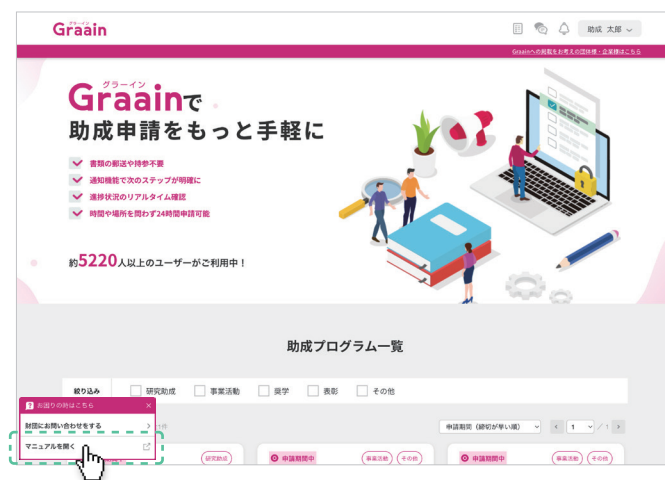 グラーイン
Graain
助成 太郎
Graainへの掲載をお考えの団体様・企業様はこちら
グラーイン
Graainで
助成申請をもっと手軽に
書類の郵送や持参不要
通知機能で次のステップが明確に
進捗状況のリアルタイム確認
時間や場所を問わず24時間申請可能
約5220人以上のユーザーがご利用中！
助成プログラム一覧
絞り込み 研究助成 事業活動 奨学 表彰 その他
お困りの時はこちら ×
財団にお問い合わせをする
申請期間（締切が早い順） 1 / 1
マニュアルを開く
研究助成
申請期間中 事業活動 その他
申請期間中 事業活動 その他